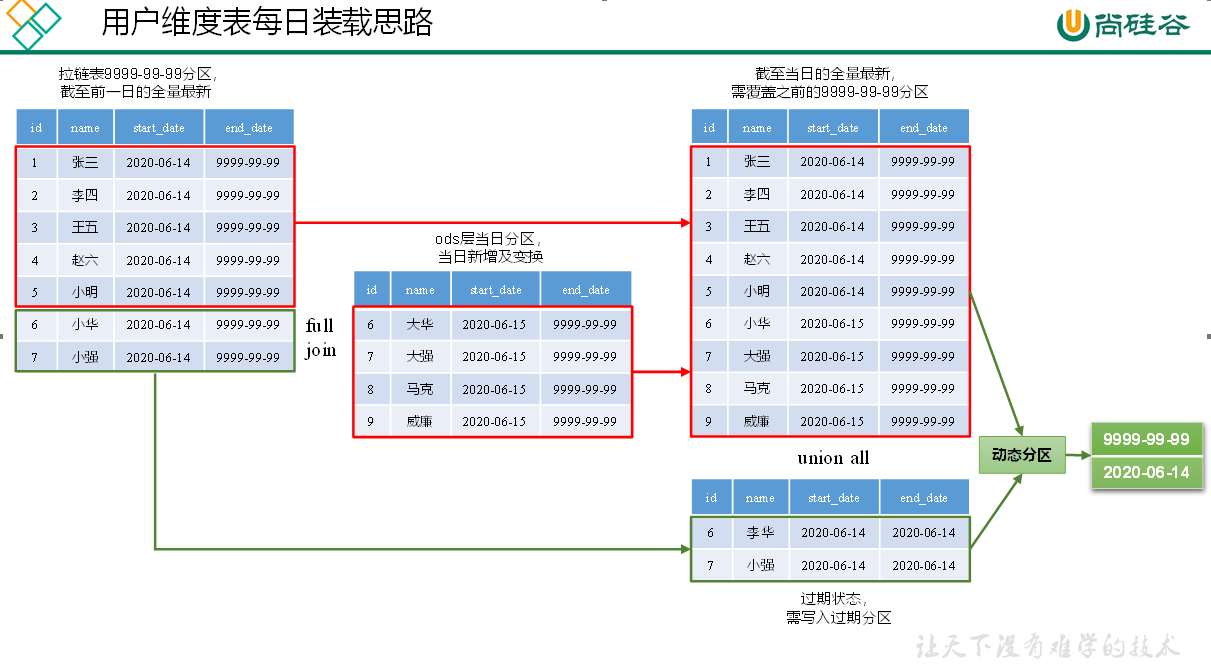 用户维度表每日装载思路
尚硅谷
拉链表9999-99-99分区，
截至前一日的全量最新
id name start_date end_date
1 张三 2020-06-14 9999-99-99
2 李四 2020-06-14 9999-99-99
3 王五 2020-06-14 9999-99-99
4 赵六 2020-06-14 9999-99-99
5 小明 2020-06-14 9999-99-99
6 小华 2020-06-14 9999-99-99
7 小强 2020-06-14 9999-99-99
full
join
ods层当日分区，
当日新增及变换
id name start_date end_date
6 大华 2020-06-15 9999-99-99
7 大强 2020-06-15 9999-99-99
8 马克 2020-06-15 9999-99-99
9 威廉 2020-06-15 9999-99-99
截至当日的全量最新，
需覆盖之前的9999-99-99分区
id name start_date end_date
1 张三 2020-06-14 9999-99-99
2 李四 2020-06-14 9999-99-99
3 王五 2020-06-14 9999-99-99
4 赵六 2020-06-14 9999-99-99
5 小明 2020-06-14 9999-99-99
6 小华 2020-06-15 9999-99-99
7 大强 2020-06-15 9999-99-99
8 马克 2020-06-15 9999-99-99
9 威廉 2020-06-15 9999-99-99
union all
id name start_date end_date
6 李华 2020-06-14 2020-06-14
7 小强 2020-06-14 2020-06-14
过期状态，
需写入过期分区
动态分区
9999-99-99
2020-06-14
让天下没有难学的技术